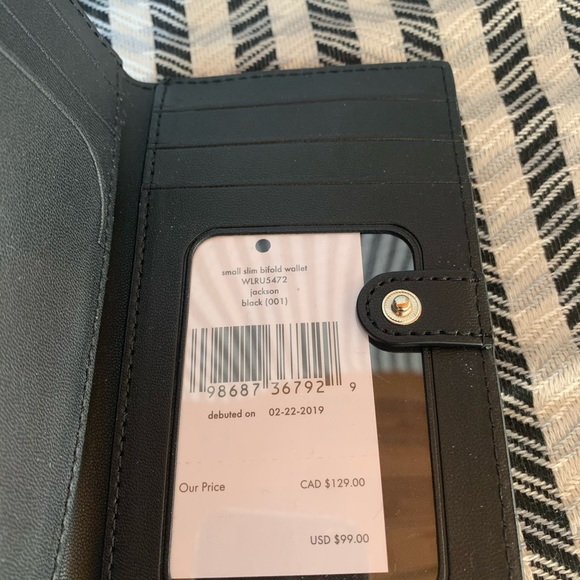 small slim bifold wallet
WLRU5472
jackson
black (001)
98687 36792 9
debuted on 02-22-2019
Our Price CAD $129.00
USD $99.00